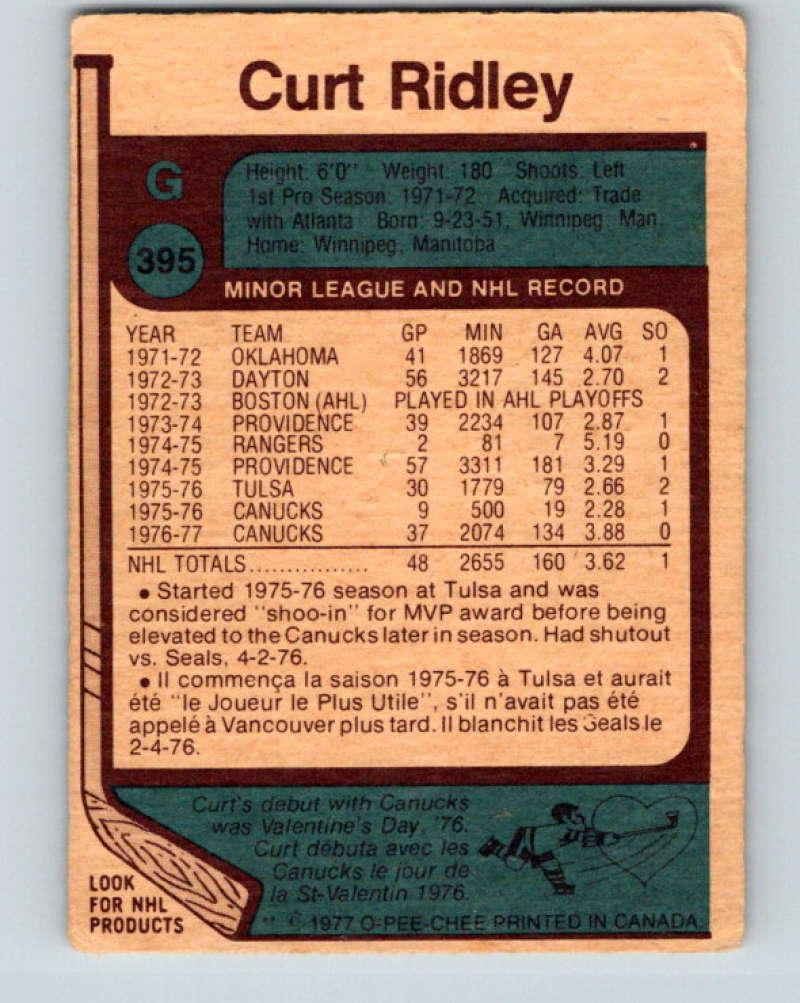 Curt Ridley
G
395
Height: 6'0" Weight: 180 Shoots: Left
1st Pro Season: 1971-72 Acquired: Trade
with Atlanta Born: 9-23-51, Winnipeg, Man.
Home: Winnipeg, Manitoba
MINOR LEAGUE AND NHL RECORD
YEAR TEAM GP MIN GA AVG SO
1971-72 OKLAHOMA 41 1869 127 4.07 1
1972-73 DAYTON 56 3217 145 2.70 2
1972-73 BOSTON (AHL) PLAYED IN AHL PLAYOFFS
1973-74 PROVIDENCE 39 2234 107 2.87 1
1974-75 RANGERS 2 81 7 5.19 0
1974-75 PROVIDENCE 57 3311 181 3.29 1
1975-76 TULSA 30 1779 79 2.66 2
1975-76 CANUCKS 9 500 19 2.28 1
1976-77 CANUCKS 37 2074 134 3.88 0
NHL TOTALS................ 48 2655 160 3.62 1
• Started 1975-76 season at Tulsa and was
considered "shoo-in" for MVP award before being
elevated to the Canucks later in season. Had shutout
vs. Seals, 4-2-76.
• Il commença la saison 1975-76 à Tulsa et aurait
été "le Joueur le Plus Utile", s'il n'avait pas été
appelé à Vancouver plus tard. Il blanchit les Seals le
2-4-76.
Curt's debut with Canucks
was Valentine's Day, '76.
Curt débuta avec les
Canucks le jour de
la St-Valentin 1976.
LOOK
FOR NHL
PRODUCTS
** © 1977 O-PEE-CHEE PRINTED IN CANADA